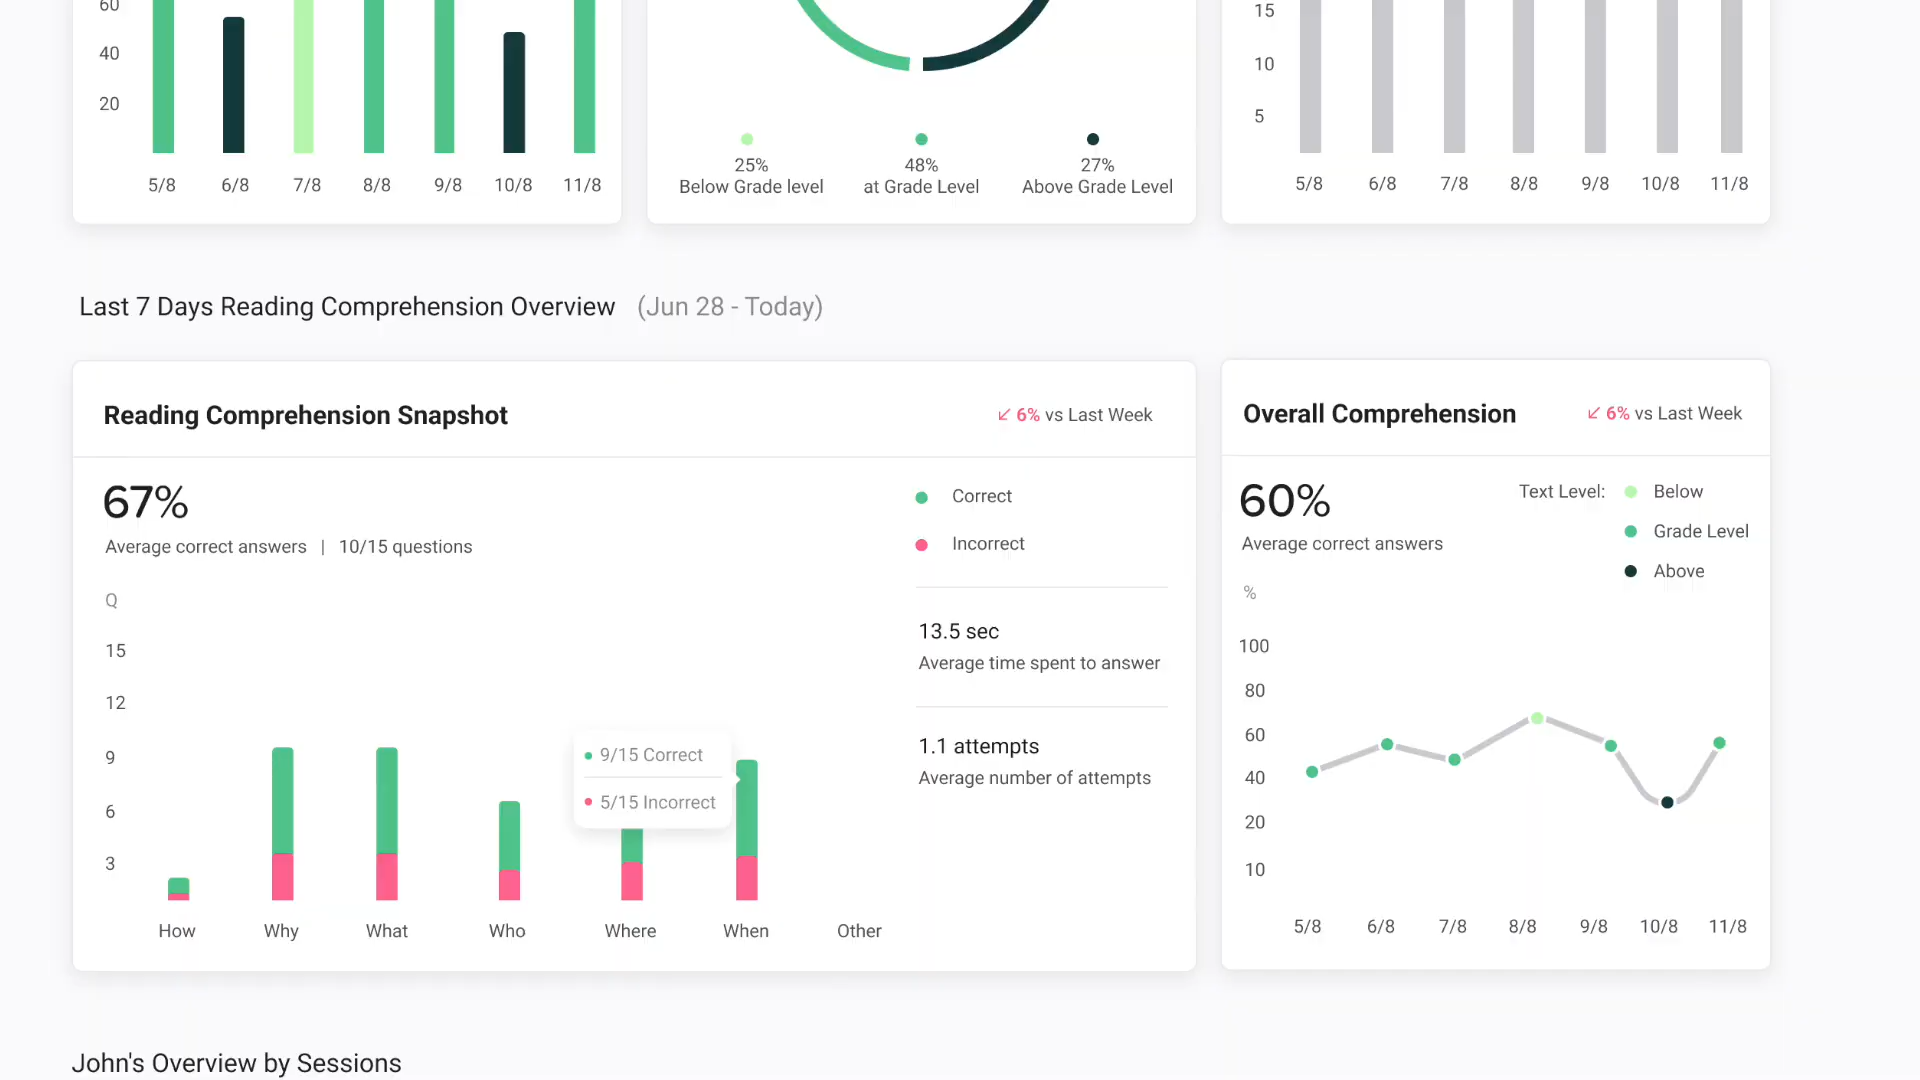 60
40
20
5/8 6/8 7/8 8/8 9/8 10/8 11/8
25%
Below Grade level
48%
at Grade Level
27%
Above Grade Level
15
10
5
5/8 6/8 7/8 8/8 9/8 10/8 11/8
Last 7 Days Reading Comprehension Overview (Jun 28 - Today)
Reading Comprehension Snapshot
6% vs Last Week
67%
Average correct answers | 10/15 questions
Correct
Incorrect
13.5 sec
Average time spent to answer
1.1 attempts
Average number of attempts
Q
15
12
9
6
3
9/15 Correct
5/15 Incorrect
How Why What Who Where When Other
Overall Comprehension
6% vs Last Week
60%
Average correct answers
Text Level: Below
Grade Level
Above
%
100
80
60
40
20
10
5/8 6/8 7/8 8/8 9/8 10/8 11/8
John's Overview by Sessions